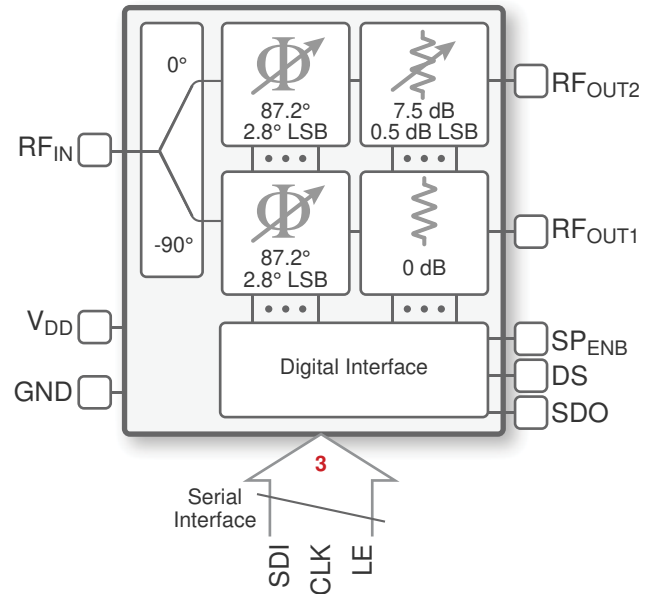 0°
Φ
87.2°
2.8° LSB
7.5 dB
0.5 dB LSB
RFOUT2
RFIN
-90°
Φ
87.2°
2.8° LSB
0 dB
RFOUT1
VDD
GND
Digital Interface
SPENB
DS
SDO
3
Serial
Interface
SDI
CLK
LE